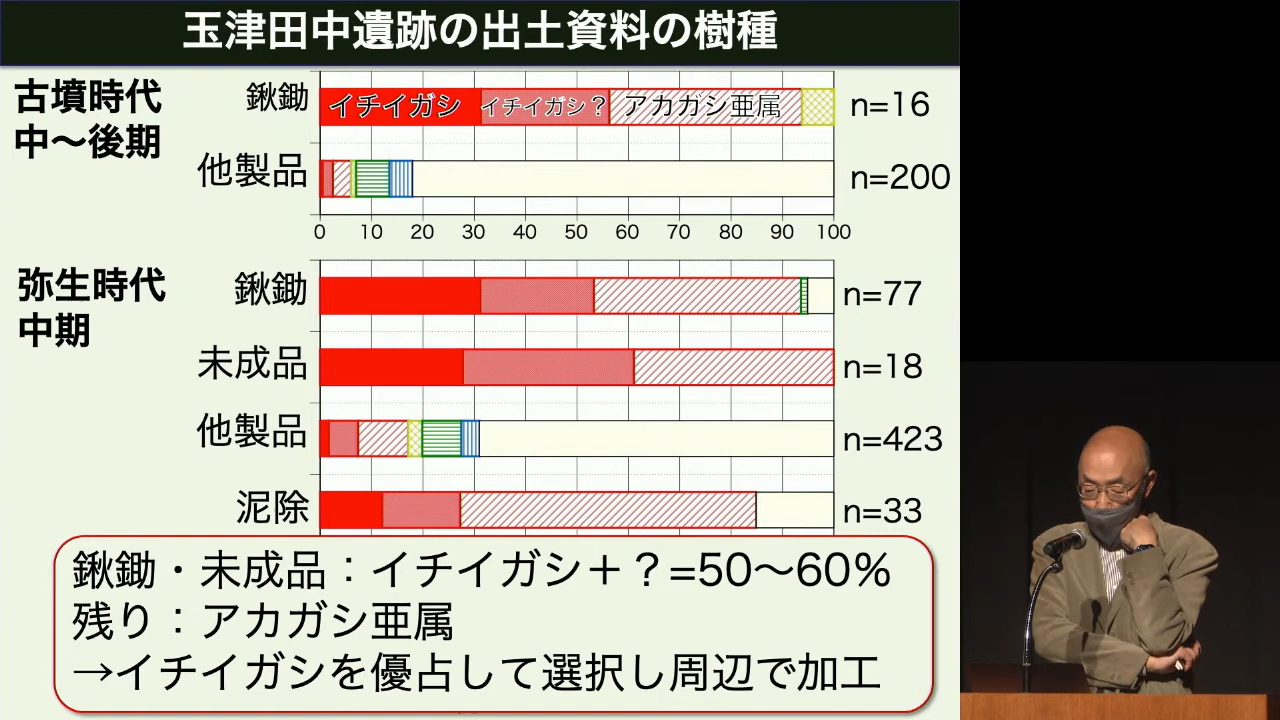 玉津田中遺跡の出土資料の樹種
古墳時代
中〜後期
鍬鋤
イチイガシ
イチイガシ？
アカガシ亜属
n=16
他製品
n=200
0 10 20 30 40 50 60 70 80 90 100
弥生時代
中期
鍬鋤
n=77
未成品
n=18
他製品
n=423
泥除
n=33
鍬鋤・未成品：イチイガシ＋？=50〜60%
残り：アカガシ亜属
→イチイガシを優占して選択し周辺で加工